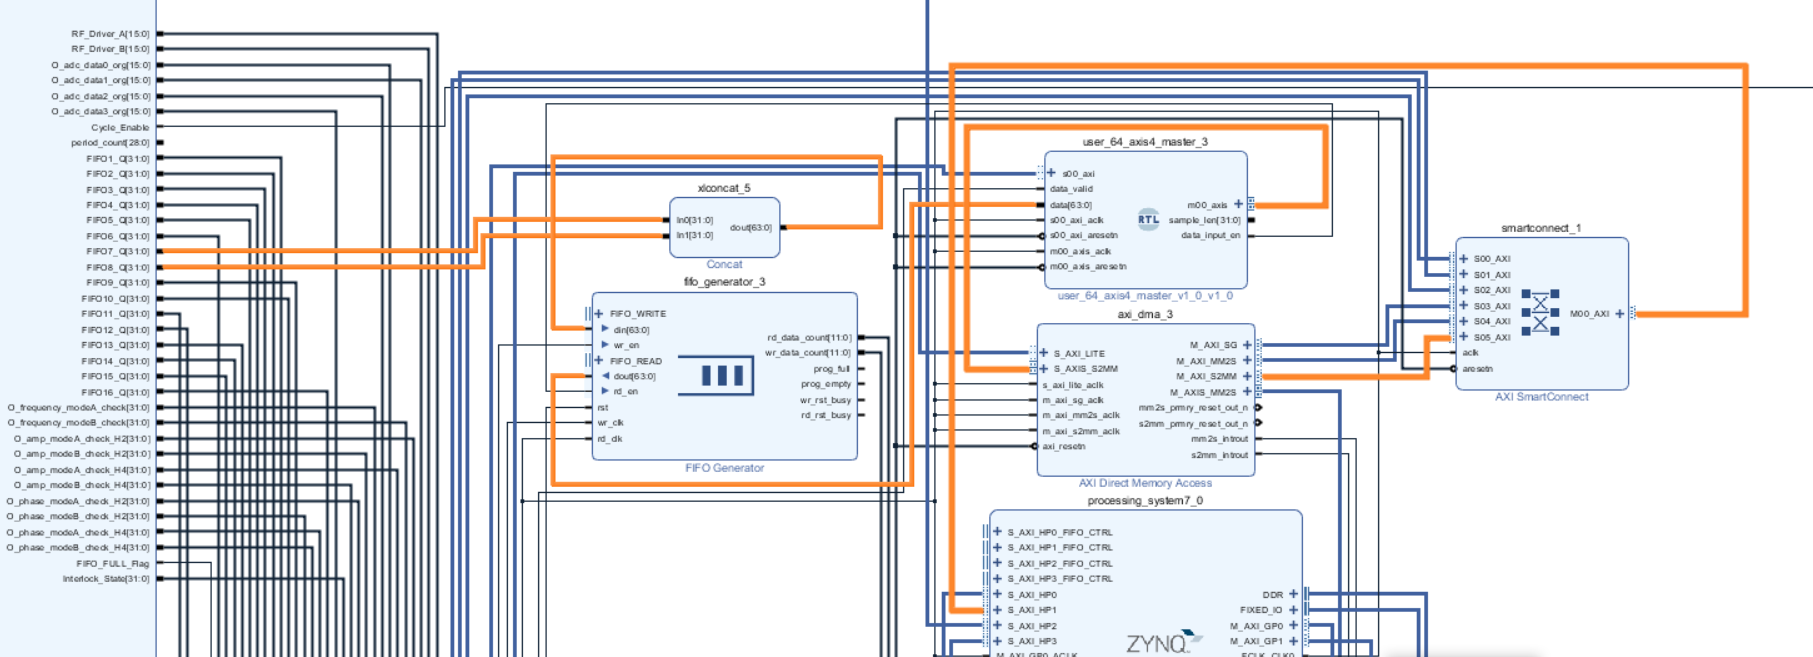 RF_Driver_A[15:0]
RF_Driver_B[15:0]
O_adc_data0_org[15:0]
O_adc_data1_org[15:0]
O_adc_data2_org[15:0]
O_adc_data3_org[15:0]
Cycle_Enable
period_count[28:0]
FIFO1_Q[31:0]
FIFO2_Q[31:0]
FIFO3_Q[31:0]
FIFO4_Q[31:0]
FIFO5_Q[31:0]
FIFO6_Q[31:0]
FIFO7_Q[31:0]
FIFO8_Q[31:0]
FIFO9_Q[31:0]
FIFO10_Q[31:0]
FIFO11_Q[31:0]
FIFO12_Q[31:0]
FIFO13_Q[31:0]
FIFO14_Q[31:0]
FIFO15_Q[31:0]
FIFO16_Q[31:0]
O_frequency_modeA_check[31:0]
O_frequency_modeB_check[31:0]
O_amp_modeA_check_H2[31:0]
O_amp_modeB_check_H2[31:0]
O_amp_modeA_check_H4[31:0]
O_amp_modeB_check_H4[31:0]
O_phase_modeA_check_H2[31:0]
O_phase_modeB_check_H2[31:0]
O_phase_modeA_check_H4[31:0]
O_phase_modeB_check_H4[31:0]
FIFO_FULL_Flag
Interlock_State[31:0]
xlconcat_5
In0[31:0]
In1[31:0]
dout[63:0]
Concat
fifo_generator_3
FIFO_WRITE
din[63:0]
wr_en
FIFO_READ
dout[63:0]
rd_en
rst
wr_clk
rd_clk
rd_data_count[11:0]
wr_data_count[11:0]
prog_full
prog_empty
wr_rst_busy
rd_rst_busy
FIFO Generator
user_64_axis4_master_3
s00_axi
data_valid
data[63:0]
s00_axi_aclk
s00_axi_aresetn
m00_axis_aclk
m00_axis_aresetn
RTL
m00_axis
sample_len[31:0]
data_input_en
user_64_axis4_master_v1_0_v1_0
axi_dma_3
S_AXI_LITE
S_AXIS_S2MM
s_axi_lite_aclk
m_axi_sg_aclk
m_axi_mm2s_aclk
m_axi_s2mm_aclk
axi_resetn
M_AXI_SG
M_AXI_MM2S
M_AXI_S2MM
M_AXIS_MM2S
mm2s_prmry_reset_out_n
s2mm_prmry_reset_out_n
mm2s_introut
s2mm_introut
AXI Direct Memory Access
processing_system7_0
S_AXI_HP0_FIFO_CTRL
S_AXI_HP1_FIFO_CTRL
S_AXI_HP2_FIFO_CTRL
S_AXI_HP3_FIFO_CTRL
S_AXI_HP0
S_AXI_HP1
S_AXI_HP2
S_AXI_HP3
M_AXI_GP0_ACLK
ZYNQ
DDR
FIXED_IO
M_AXI_GP0
M_AXI_GP1
FCLK_CLK0
smartconnect_1
S00_AXI
S01_AXI
S02_AXI
S03_AXI
S04_AXI
S05_AXI
aclk
aresetn
M00_AXI
AXI SmartConnect